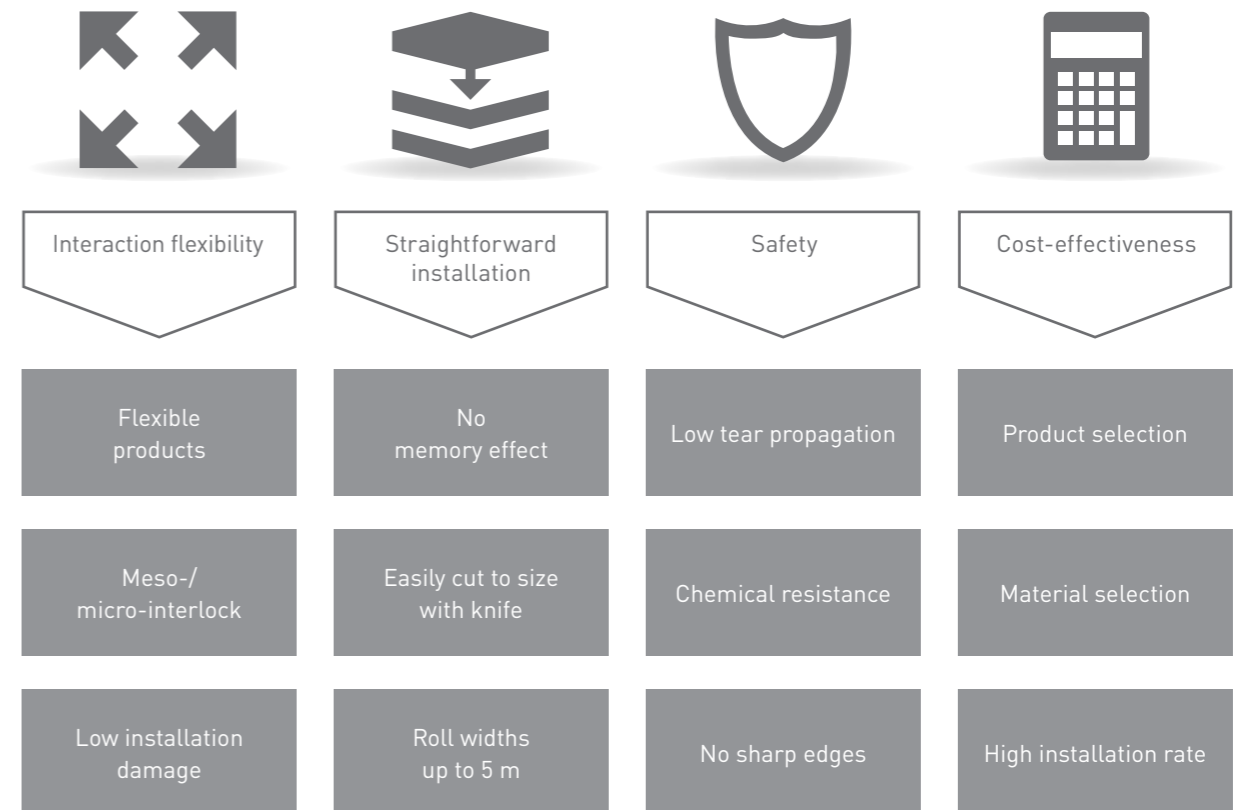 Interaction flexibility
Straightforward
installation
Safety
Cost-effectiveness
Flexible
products
No
memory effect
Low tear propagation
Product selection
Meso-/
micro-interlock
Easily cut to size
with knife
Chemical resistance
Material selection
Low installation
damage
Roll widths
up to 5 m
No sharp edges
High installation rate